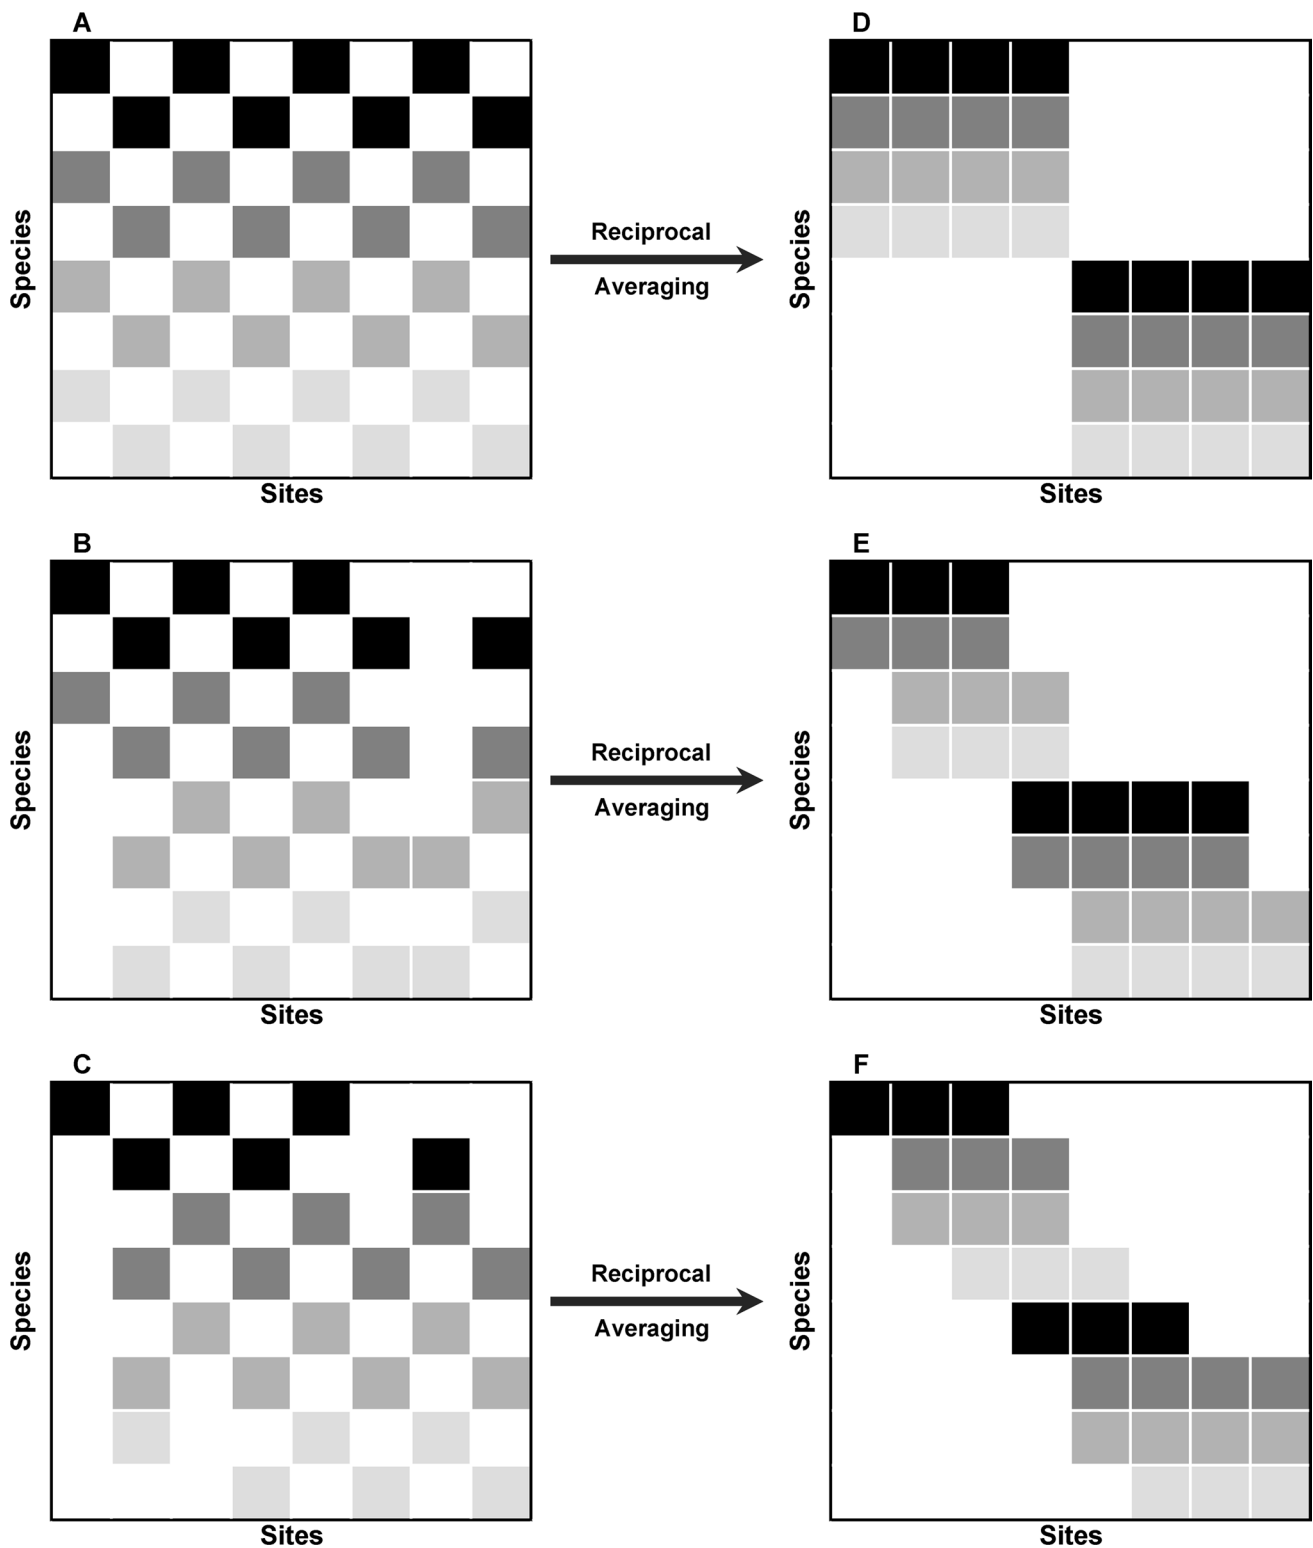 A
D
Species
Reciprocal
Averaging
Species
Sites
Sites
B
E
Species
Reciprocal
Averaging
Species
Sites
Sites
C
F
Species
Reciprocal
Averaging
Species
Sites
Sites